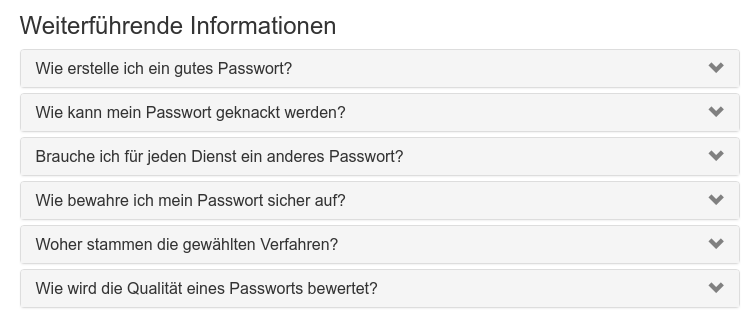 Weiterführende Informationen
Wie erstelle ich ein gutes Passwort?
Wie kann mein Passwort geknackt werden?
Brauche ich für jeden Dienst ein anderes Passwort?
Wie bewahre ich mein Passwort sicher auf?
Woher stammen die gewählten Verfahren?
Wie wird die Qualität eines Passworts bewertet?